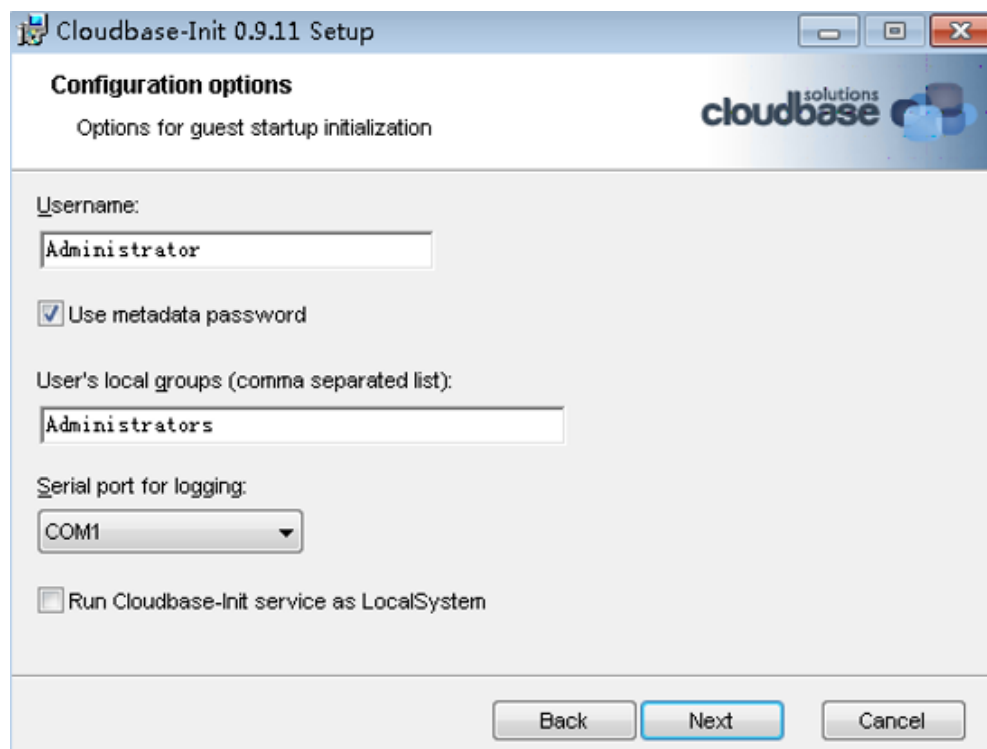 Cloudbase-Init 0.9.11 Setup
Configuration options
Options for guest startup initialization
cloudbase solutions
Username:
Administrator
Use metadata password
User's local groups (comma separated list):
Administrators
Serial port for logging:
COM1
Run Cloudbase-Init service as LocalSystem
Back Next Cancel